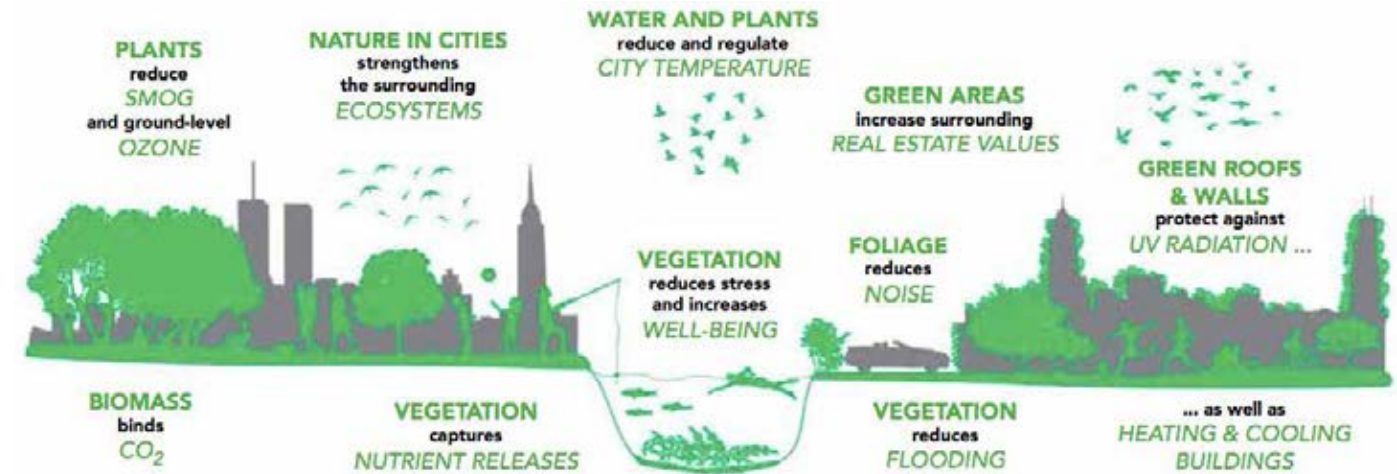 PLANTS
reduce
SMOG
and ground-level
OZONE
NATURE IN CITIES
strengthens
the surrounding
ECOSYSTEMS
WATER AND PLANTS
reduce and regulate
CITY TEMPERATURE
GREEN AREAS
increase surrounding
REAL ESTATE VALUES
GREEN ROOFS
& WALLS
protect against
UV RADIATION ...
VEGETATION
reduces stress
and increases
WELL-BEING
FOLIAGE
reduces
NOISE
BIOMASS
binds
CO₂
VEGETATION
captures
NUTRIENT RELEASES
VEGETATION
reduces
FLOODING
... as well as
HEATING & COOLING
BUILDINGS